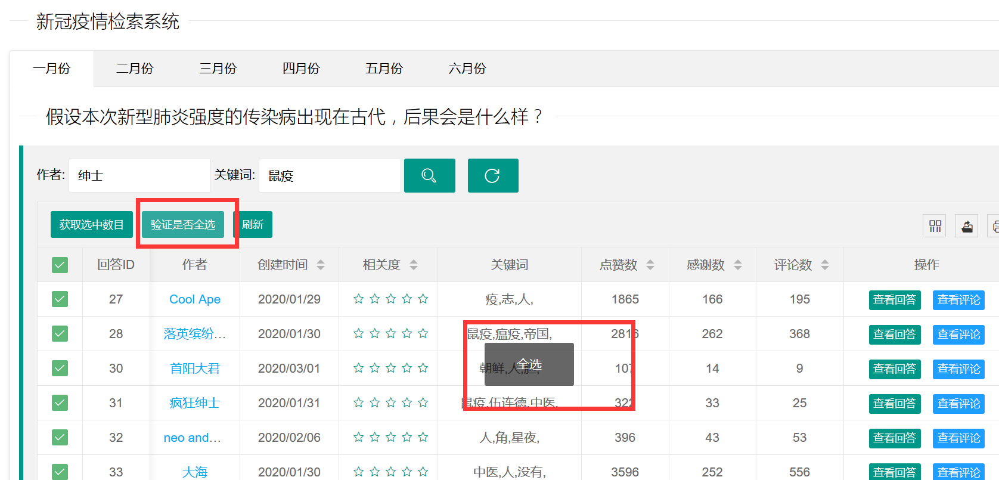 新冠疫情检索系统
一月份 二月份 三月份 四月份 五月份 六月份
假设本次新型肺炎强度的传染病出现在古代，后果会是什么样？
作者: 绅士 关键词: 鼠疫
获取选中数目 验证是否全选 刷新
回答ID 作者 创建时间 相关度 关键词 点赞数 感谢数 评论数 操作
27 Cool Ape 2020/01/29 疫,志,人, 1865 166 195 查看回答 查看评论
28 落英缤纷... 2020/01/30 鼠疫,瘟疫,帝国, 2816 262 368 查看回答 查看评论
全选
30 首阳大君 2020/03/01 朝鲜,人,胆, 107 14 9 查看回答 查看评论
31 疯狂绅士 2020/01/31 鼠疫,伍连德,中医, 322 33 25 查看回答 查看评论
32 neo and... 2020/02/06 人,角,星夜, 396 43 53 查看回答 查看评论
33 大海 2020/01/30 中医,人,没有, 3596 252 556 查看回答 查看评论